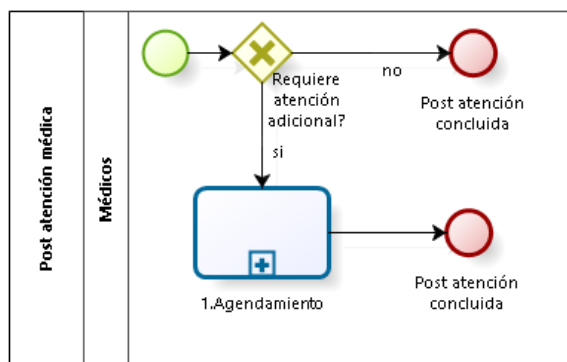 Post atención médica
Médicos
Requiere
atención
adicional?
no
Post atención
concluida
si
1.Agendamiento
Post atención
concluida